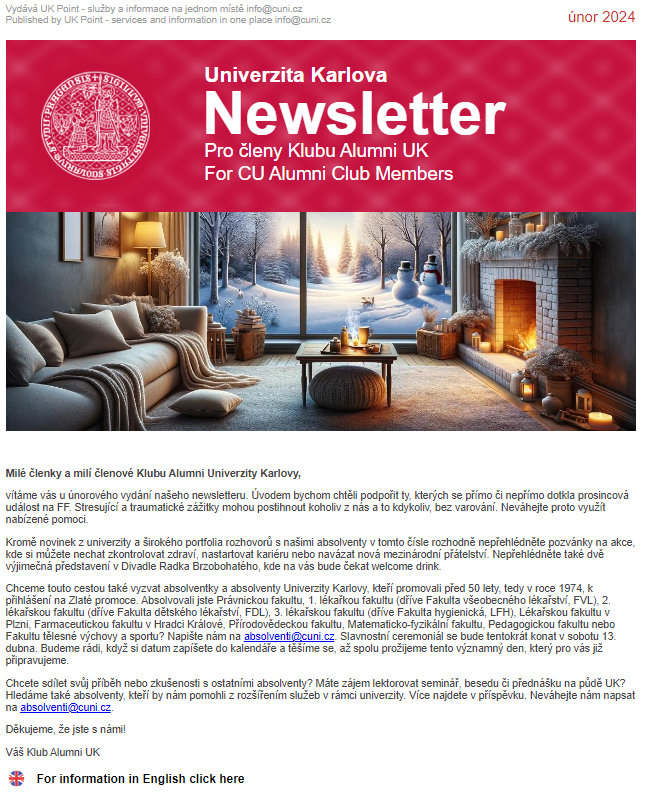 Vydává UK Point - služby a informace na jednom místě info@cuni.cz
Published by UK Point - services and information in one place info@cuni.cz
únor 2024
Univerzita Karlova
Newsletter
Pro členy Klubu Alumni UK
For CU Alumni Club Members
Milé členky a milí členové Klubu Alumni Univerzity Karlovy,
vítáme vás u únorového vydání našeho newsletteru. Úvodem bychom chtěli podpořit ty, kterých se přímo či nepřímo dotkla prosincová
událost na FF. Stresující a traumatické zážitky mohou postihnout kohokoliv z nás a to kdykoliv, bez varování. Neváhejte proto využít
nabízené pomoci.
Kromě novinek z univerzity a širokého portfolia rozhovorů s našimi absolventy v tomto čísle rozhodně nepřehlédněte pozvánky na akce,
kde si můžete nechat zkontrolovat zdraví, nastartovat kariéru nebo navázat nová mezinárodní přátelství. Nepřehlédněte také dvě
výjimečná představení v Divadle Radka Brzobohatého, kde na vás bude čekat welcome drink.
Chceme touto cestou také vyzvat absolventky a absolventy Univerzity Karlovy, kteří promovali před 50 lety, tedy v roce 1974, k
přihlášení na Zlaté promoce. Absolvovali jste Právnickou fakultu, 1. lékařkou fakultu (dříve Fakulta všeobecného lékařství, FVL), 2.
lékařskou fakultu (dříve Fakulta dětského lékařství, FDL), 3. lékařskou fakultu (dříve Fakulta hygienická, LFH), Lékařskou fakultu v
Plzni, Farmaceutickou fakultu v Hradci Králové, Přírodovědeckou fakultu, Matematicko-fyzikální fakultu, Pedagogickou fakultu nebo
Fakultu tělesné výchovy a sportu? Napište nám na absolventi@cuni.cz. Slavnostní ceremoniál se bude tentokrát konat v sobotu 13.
dubna. Budeme rádi, když si datum zapíšete do kalendáře a těšíme se, až spolu prožijeme tento významný den, který pro vás již
připravujeme.
Chcete sdílet svůj příběh nebo zkušenosti s ostatními absolventy? Máte zájem lektorovat seminář, besedu či přednášku na půdě UK?
Hledáme také absolventy, kteří by nám pomohli z rozšířením služeb v rámci univerzity. Více najdete v příspěvku. Neváhejte nám napsat
na absolventi@cuni.cz.
Děkujeme, že jste s námi!
Váš Klub Alumni UK
For information in English click here